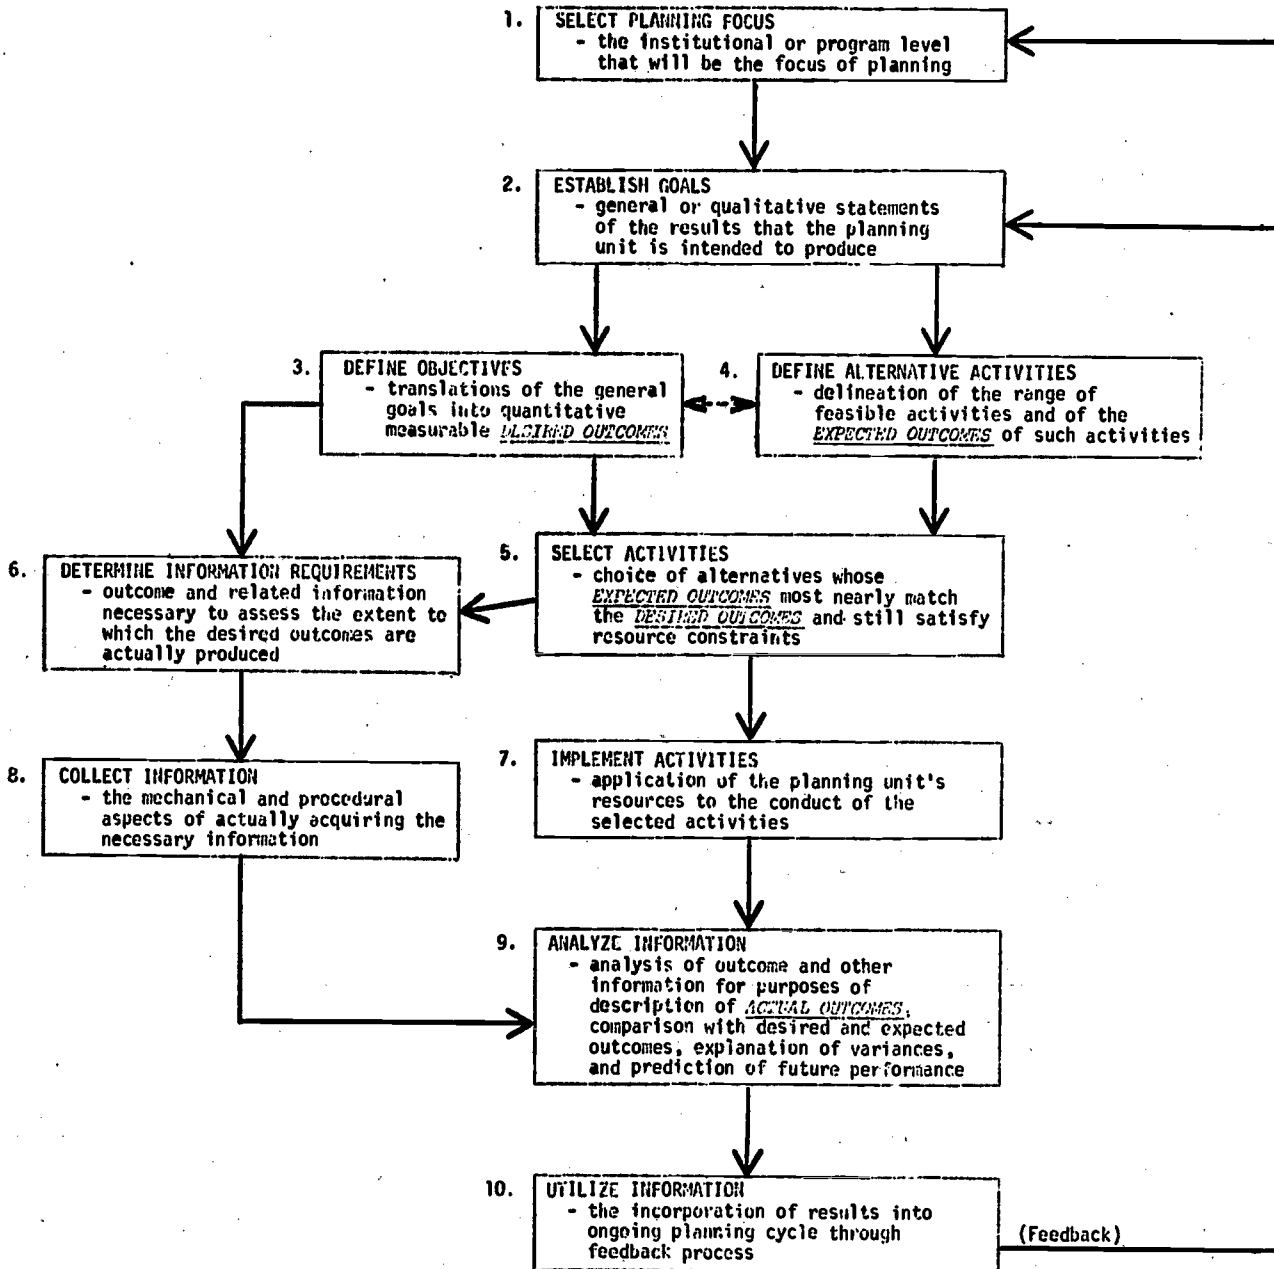 1. SELECT PLANNING FOCUS
- the institutional or program level
that will be the focus of planning
2. ESTABLISH GOALS
- general or qualitative statements
of the results that the planning
unit is intended to produce
3. DEFINE OBJECTIVES
- translations of the general
goals into quantitative
measurable DESIRED OUTCOMES
4. DEFINE ALTERNATIVE ACTIVITIES
- delineation of the range of
feasible activities and of the
EXPECTED OUTCOMES of such activities
5. SELECT ACTIVITIES
- choice of alternatives whose
EXPECTED OUTCOMES most nearly match
the DESIRED OUTCOMES and still satisfy
resource constraints
6. DETERMINE INFORMATION REQUIREMENTS
- outcome and related information
necessary to assess the extent to
which the desired outcomes are
actually produced
7. IMPLEMENT ACTIVITIES
- application of the planning unit's
resources to the conduct of the
selected activities
8. COLLECT INFORMATION
- the mechanical and procedural
aspects of actually acquiring the
necessary information
9. ANALYZE INFORMATION
- analysis of outcome and other
information for purposes of
description of ACTUAL OUTCOMES,
comparison with desired and expected
outcomes, explanation of variances,
and prediction of future performance
10. UTILIZE INFORMATION
- the incorporation of results into
ongoing planning cycle through
feedback process
(Feedback)